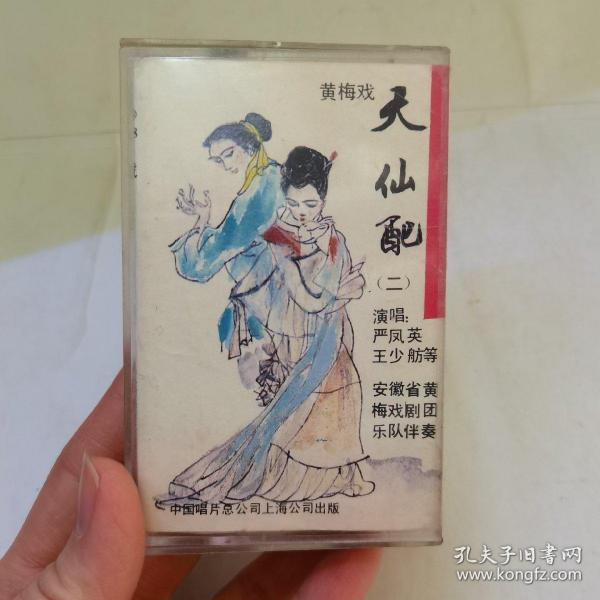 黄梅戏
天仙配
（二）
演唱：
严凤英
王少舫等
安徽省黄
梅戏剧团
乐队伴奏
中国唱片总公司上海公司出版
孔夫子旧书网
www.kongfz.com